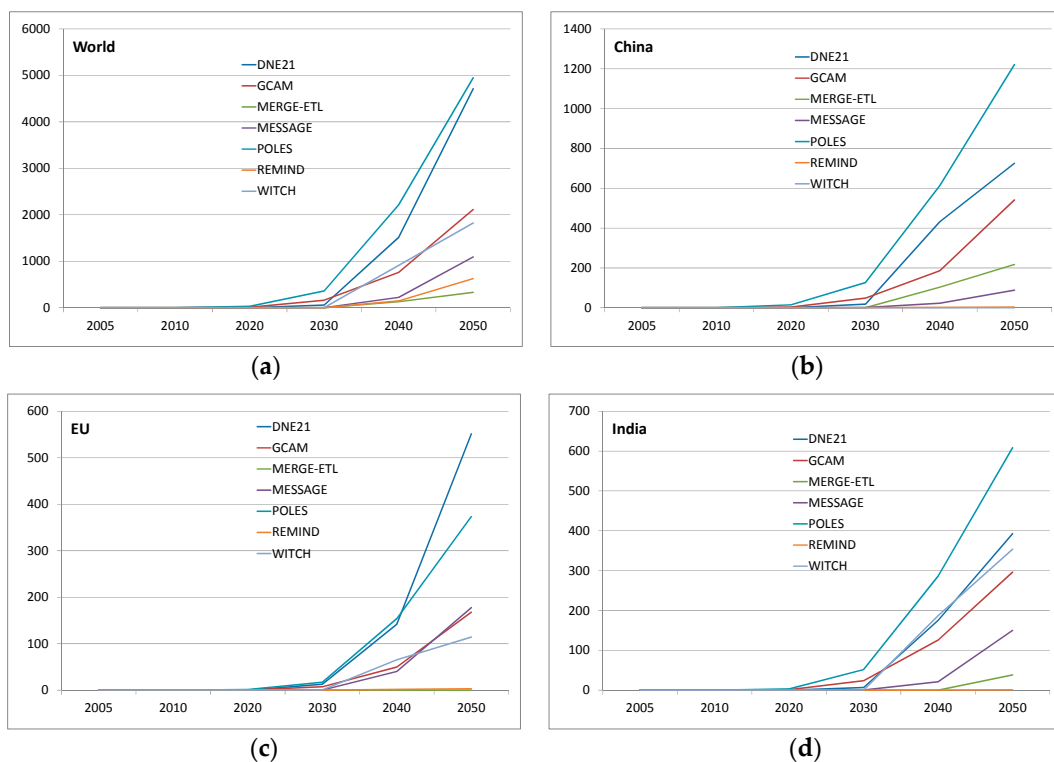 World
6000
5000
4000
3000
2000
1000
0
DNE21
GCAM
MERGE-ETL
MESSAGE
POLES
REMIND
WITCH
2005 2010 2020 2030 2040 2050
(a)
China
1400
1200
1000
800
600
400
200
0
DNE21
GCAM
MERGE-ETL
MESSAGE
POLES
REMIND
WITCH
2005 2010 2020 2030 2040 2050
(b)
EU
600
500
400
300
200
100
0
DNE21
GCAM
MERGE-ETL
MESSAGE
POLES
REMIND
WITCH
2005 2010 2020 2030 2040 2050
(c)
India
700
600
500
400
300
200
100
0
DNE21
GCAM
MERGE-ETL
MESSAGE
POLES
REMIND
WITCH
2005 2010 2020 2030 2040 2050
(d)